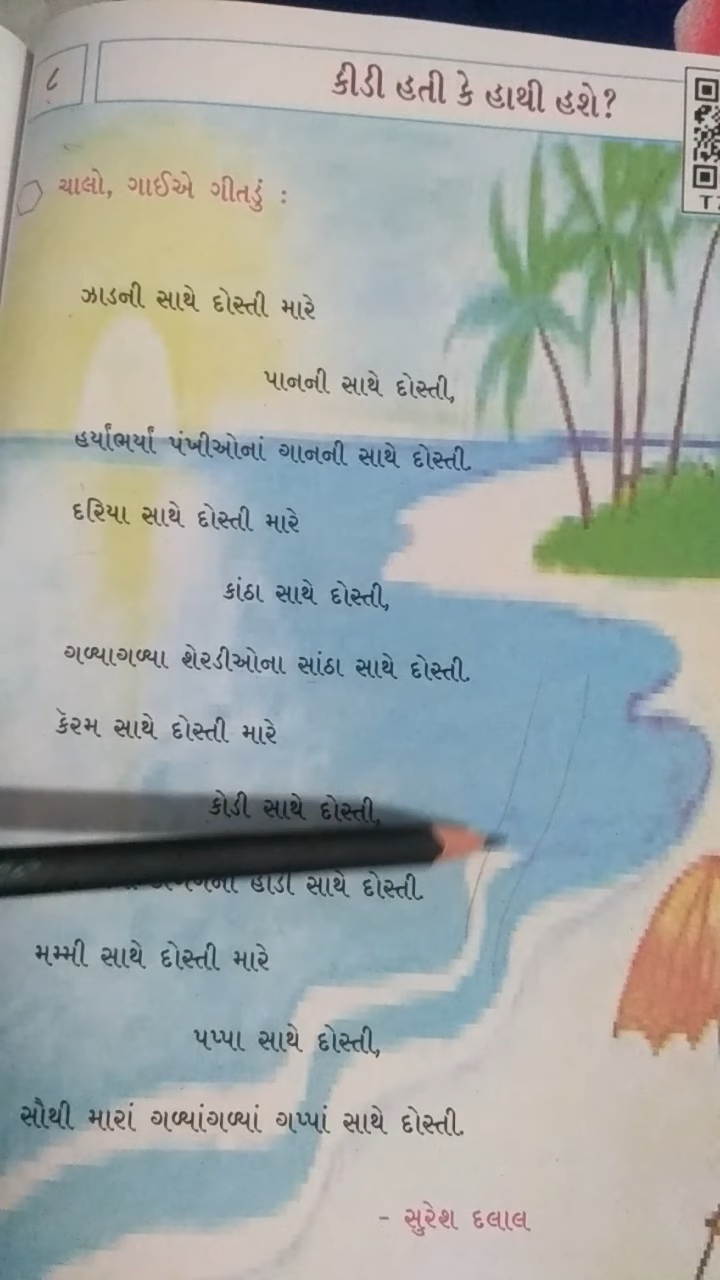 ૮
કીડી હતી કે હાથી હશે?
ચાલો, ગાઈએ ગીતડું :
ઝાડની સાથે દોસ્તી મારે
પાનની સાથે દોસ્તી,
હર્યાંભર્યાં પંખીઓનાં ગાનની સાથે દોસ્તી.
દરિયા સાથે દોસ્તી મારે
કાંઠા સાથે દોસ્તી,
ગળ્યાગળ્યા શેરડીઓના સાંઠા સાથે દોસ્તી.
કૅરમ સાથે દોસ્તી મારે
કોડી સાથે દોસ્તી,
હોડી સાથે દોસ્તી.
મમ્મી સાથે દોસ્તી મારે
પપ્પા સાથે દોસ્તી,
સૌથી મારાં ગળ્યાંગળ્યાં ગપ્પાં સાથે દોસ્તી.
- સુરેશ દલાલ